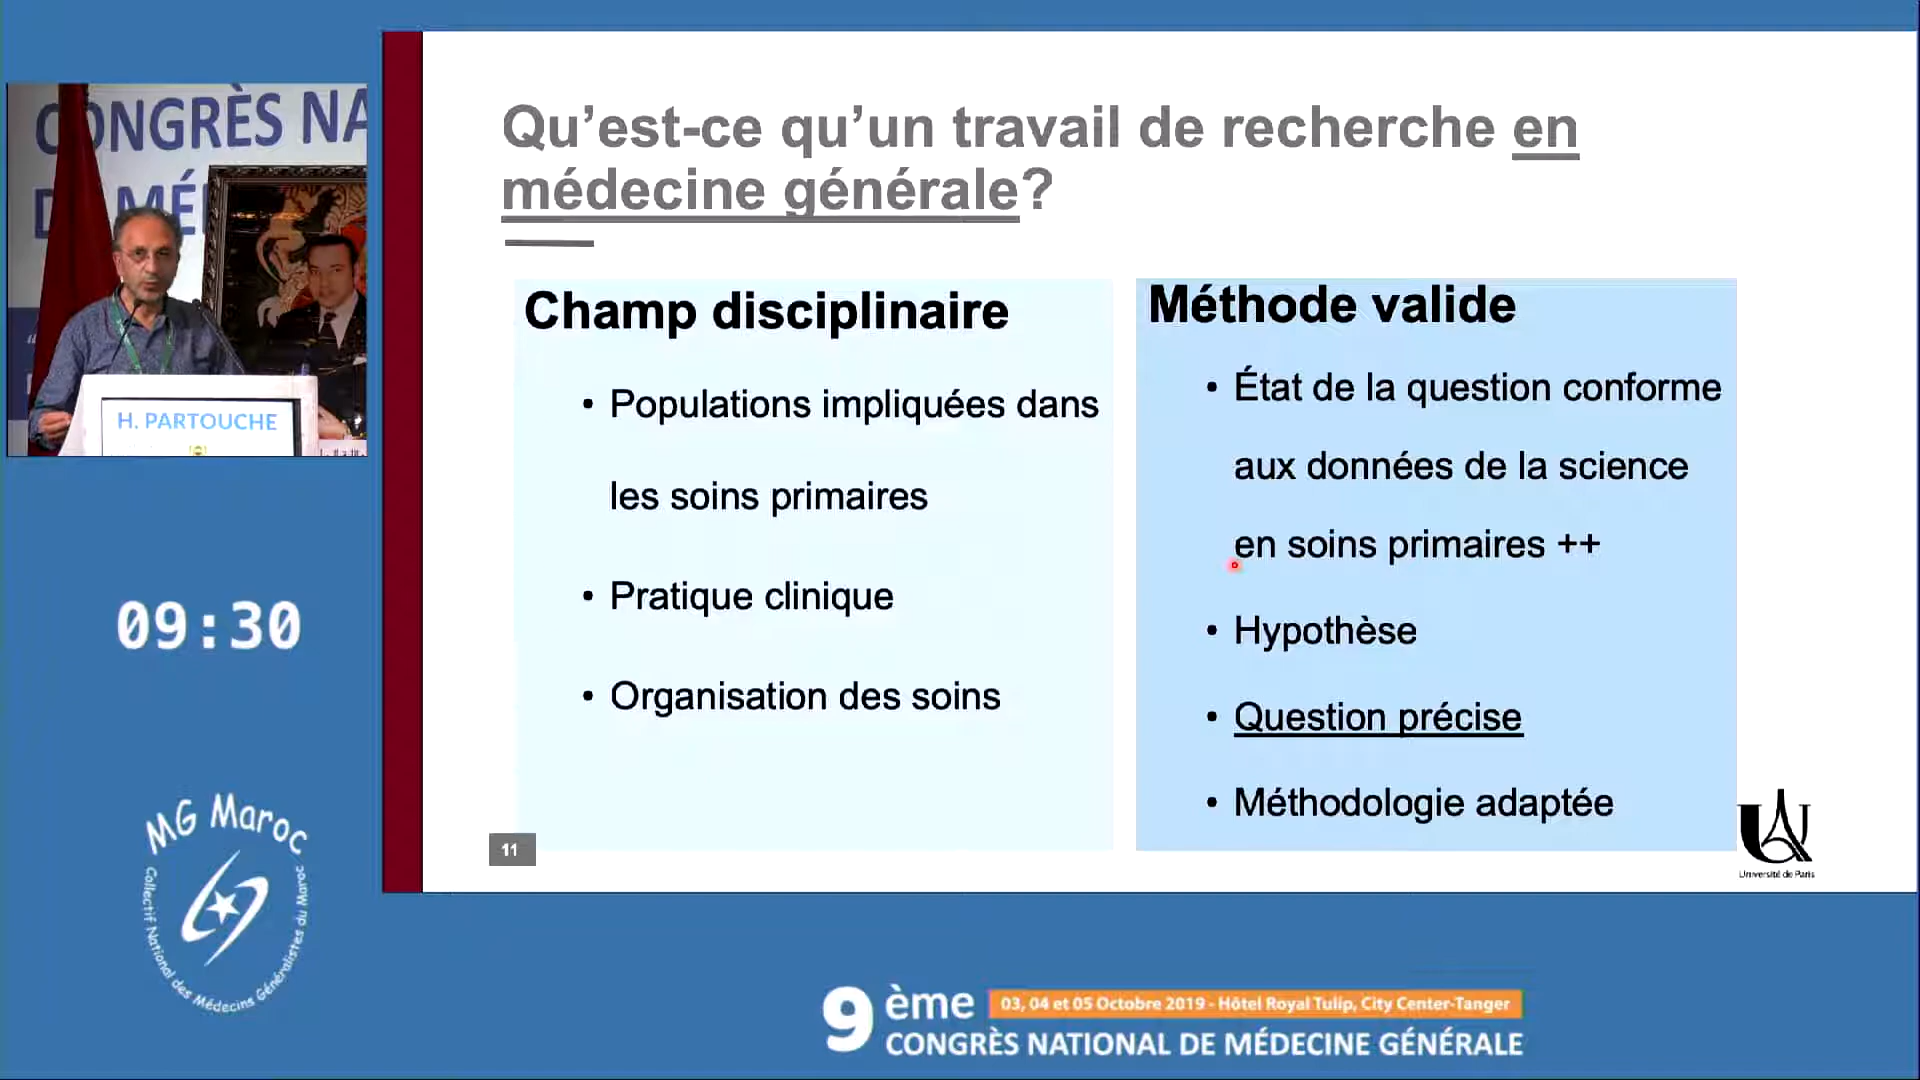 CONGRÈS NA
D MÉ
H. PARTOUCHE
09:30
MG Maroc
Collectif National des Médecins Généralistes du Maroc
Qu’est-ce qu’un travail de recherche en
médecine générale?
Champ disciplinaire
• Populations impliquées dans
les soins primaires
• Pratique clinique
• Organisation des soins
11
Méthode valide
• État de la question conforme
aux données de la science
en soins primaires ++
• Hypothèse
• Question précise
• Méthodologie adaptée
Université de Paris
9ème
03, 04 et 05 Octobre 2019 - Hôtel Royal Tulip, City Center-Tanger
CONGRÈS NATIONAL DE MÉDECINE GÉNÉRALE